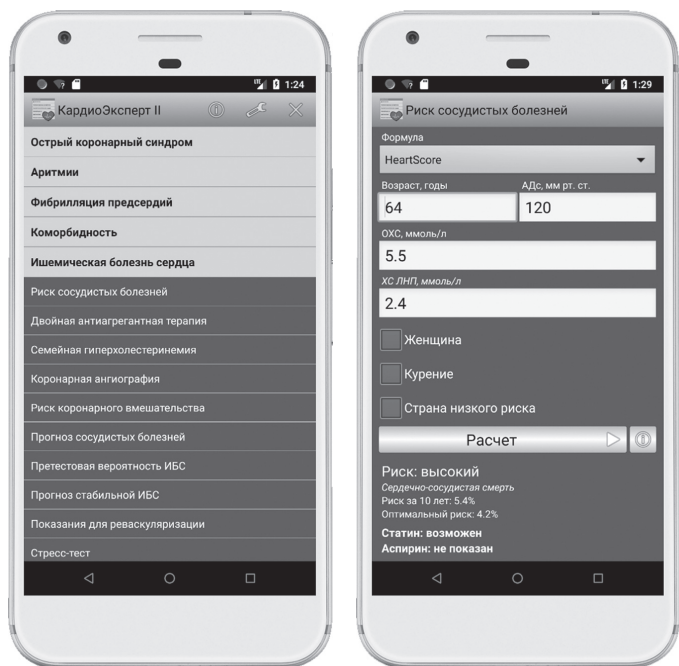 1:24
КардиоЭксперт II
Острый коронарный синдром
Аритмии
Фибрилляция предсердий
Коморбидность
Ишемическая болезнь сердца
Риск сосудистых болезней
Двойная антиагрегантная терапия
Семейная гиперхолестеринемия
Коронарная ангиография
Риск коронарного вмешательства
Прогноз сосудистых болезней
Претестовая вероятность ИБС
Прогноз стабильной ИБС
Показания для реваскуляризации
Стресс-тест
LTE 1:29
Риск сосудистых болезней
Формула
HeartScore
Возраст, годы АДс, мм рт. ст.
64 120
ОХС, ммоль/л
5.5
ХС ЛНП, ммоль/л
2.4
Женщина
Курение
Страна низкого риска
Расчет
Риск: высокий
Сердечно-сосудистая смерть
Риск за 10 лет: 5.4%
Оптимальный риск: 4.2%
Статин: возможен
Аспирин: не показан